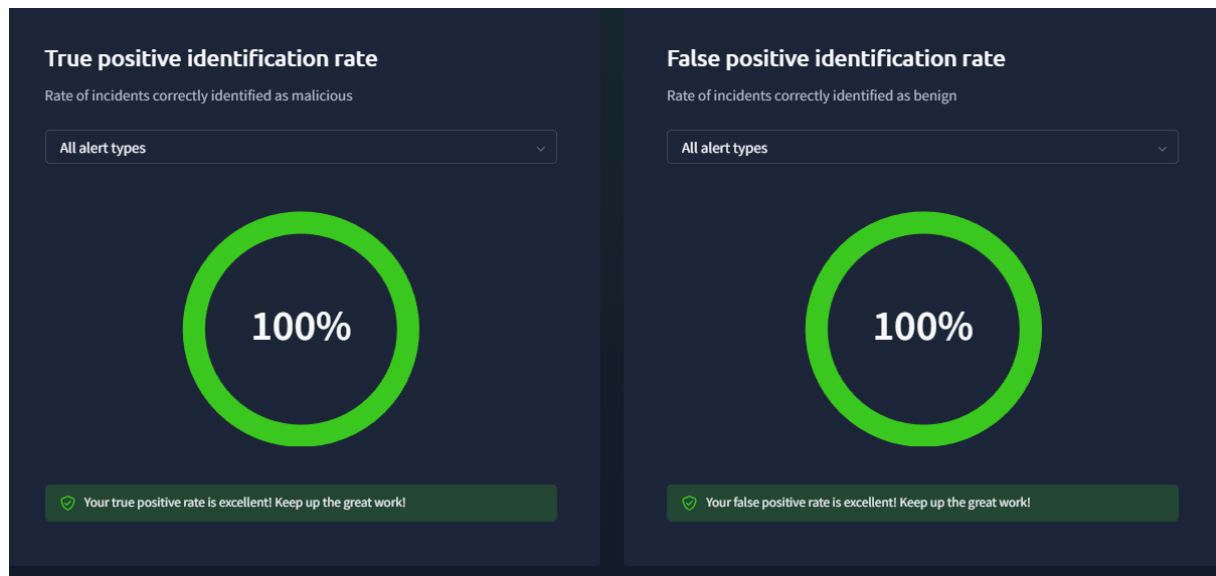 True positive identification rate
Rate of incidents correctly identified as malicious
All alert types
100%
Your true positive rate is excellent! Keep up the great work!
False positive identification rate
Rate of incidents correctly identified as benign
All alert types
100%
Your false positive rate is excellent! Keep up the great work!